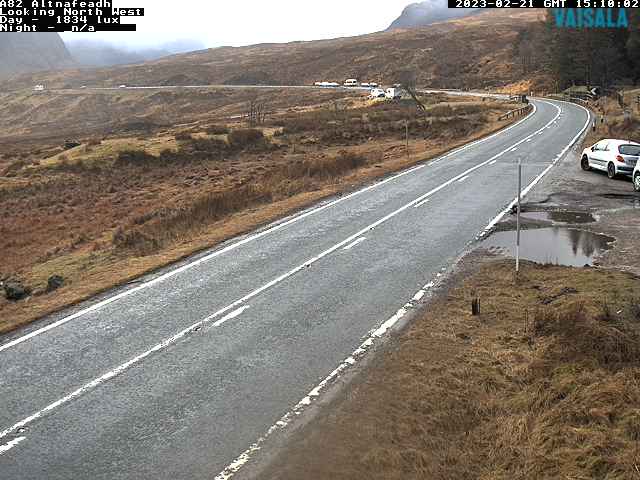 A82 Altnafeadh
2023-02-21 GMT 15:10:02
Looking North West
VAISALA
Day - 1834 lux
Night - n/a